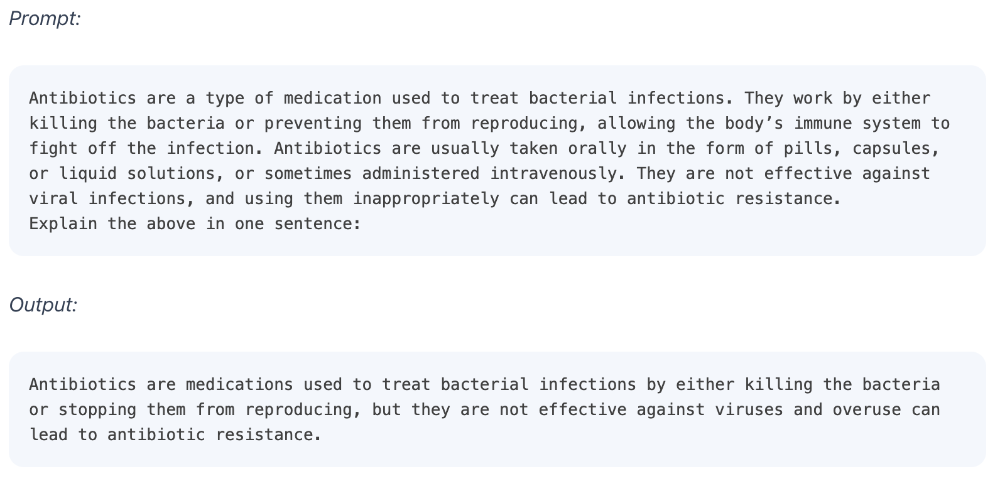 Prompt:
Antibiotics are a type of medication used to treat bacterial infections. They work by either
killing the bacteria or preventing them from reproducing, allowing the body’s immune system to
fight off the infection. Antibiotics are usually taken orally in the form of pills, capsules,
or liquid solutions, or sometimes administered intravenously. They are not effective against
viral infections, and using them inappropriately can lead to antibiotic resistance.
Explain the above in one sentence:
Output:
Antibiotics are medications used to treat bacterial infections by either killing the bacteria
or stopping them from reproducing, but they are not effective against viruses and overuse can
lead to antibiotic resistance.